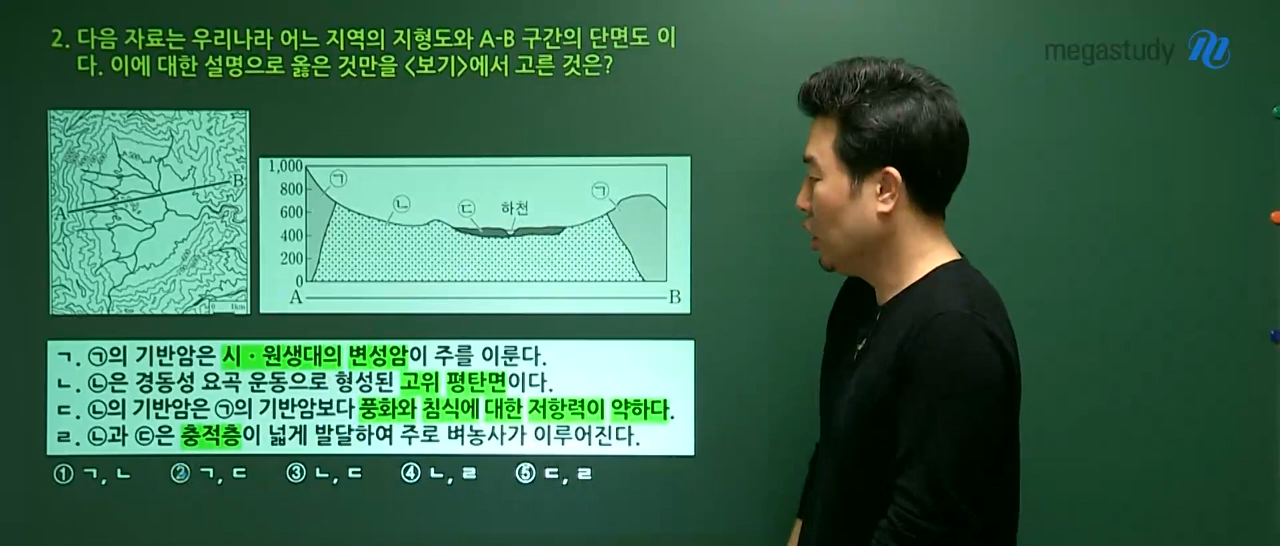 2. 다음 자료는 우리나라 어느 지역의 지형도와 A-B 구간의 단면도 이
다. 이에 대한 설명으로 옳은 것만을 <보기>에서 고른 것은?
megastudy
A
B
0 1km
1,000
800
600
400
200
0
㉠
㉡
㉢
하천
㉠
A
B
ㄱ. ㉠의 기반암은 시·원생대의 변성암이 주를 이룬다.
ㄴ. ㉡은 경동성 요곡 운동으로 형성된 고위 평탄면이다.
ㄷ. ㉡의 기반암은 ㉠의 기반암보다 풍화와 침식에 대한 저항력이 약하다.
ㄹ. ㉡과 ㉢은 충적층이 넓게 발달하여 주로 벼농사가 이루어진다.
① ㄱ, ㄴ ② ㄱ, ㄷ ③ ㄴ, ㄷ ④ ㄴ, ㄹ ⑤ ㄷ, ㄹ